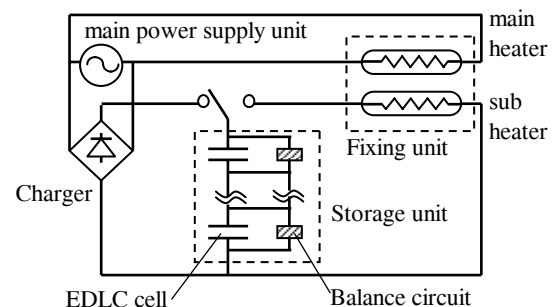 main power supply unit
main
heater
sub
heater
Fixing unit
Charger
Storage unit
EDLC cell
Balance circuit